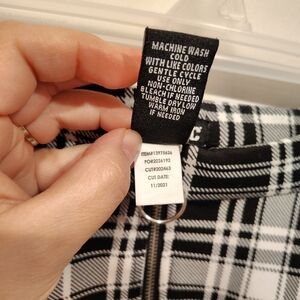 MACHINE WASH
COLD
WITH LIKE COLORS
GENTLE CYCLE
USE ONLY
NON-CHLORINE
BLEACH IF NEEDED
TUMBLE DRY LOW
WARM IRON
IF NEEDED
C
CUT DATE:
11/2021